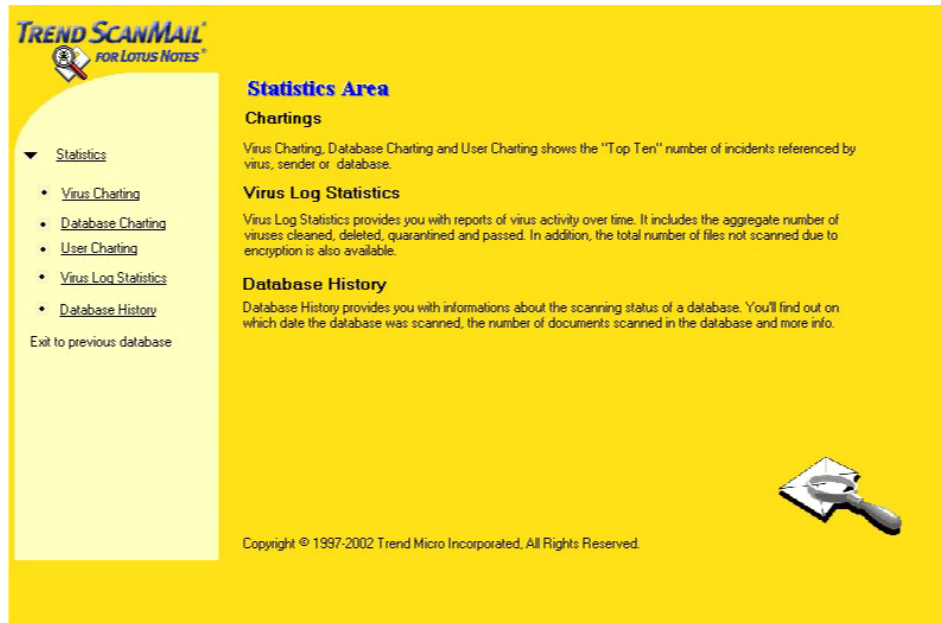 TREND SCANMAIL™
FOR LOTUS NOTES®
Statistics
• Virus Charting
• Database Charting
• User Charting
• Virus Log Statistics
• Database History
Exit to previous database
Statistics Area
Chartings
Virus Charting, Database Charting and User Charting shows the "Top Ten" number of incidents referenced by
virus, sender or database.
Virus Log Statistics
Virus Log Statistics provides you with reports of virus activity over time. It includes the aggregate number of
viruses cleaned, deleted, quarantined and passed. In addition, the total number of files not scanned due to
encryption is also available.
Database History
Database History provides you with informations about the scanning status of a database. You'll find out on
which date the database was scanned, the number of documents scanned in the database and more info.
Copyright © 1997-2002 Trend Micro Incorporated, All Rights Reserved.